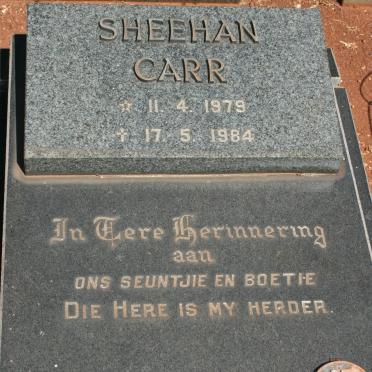 SHEEHAN
CARR
☆ 11. 4. 1979
✝ 17. 5. 1984
In Tere Herinnering
aan
ONS SEUNTJIE EN BOETIE
DIE HERE IS MY HERDER.